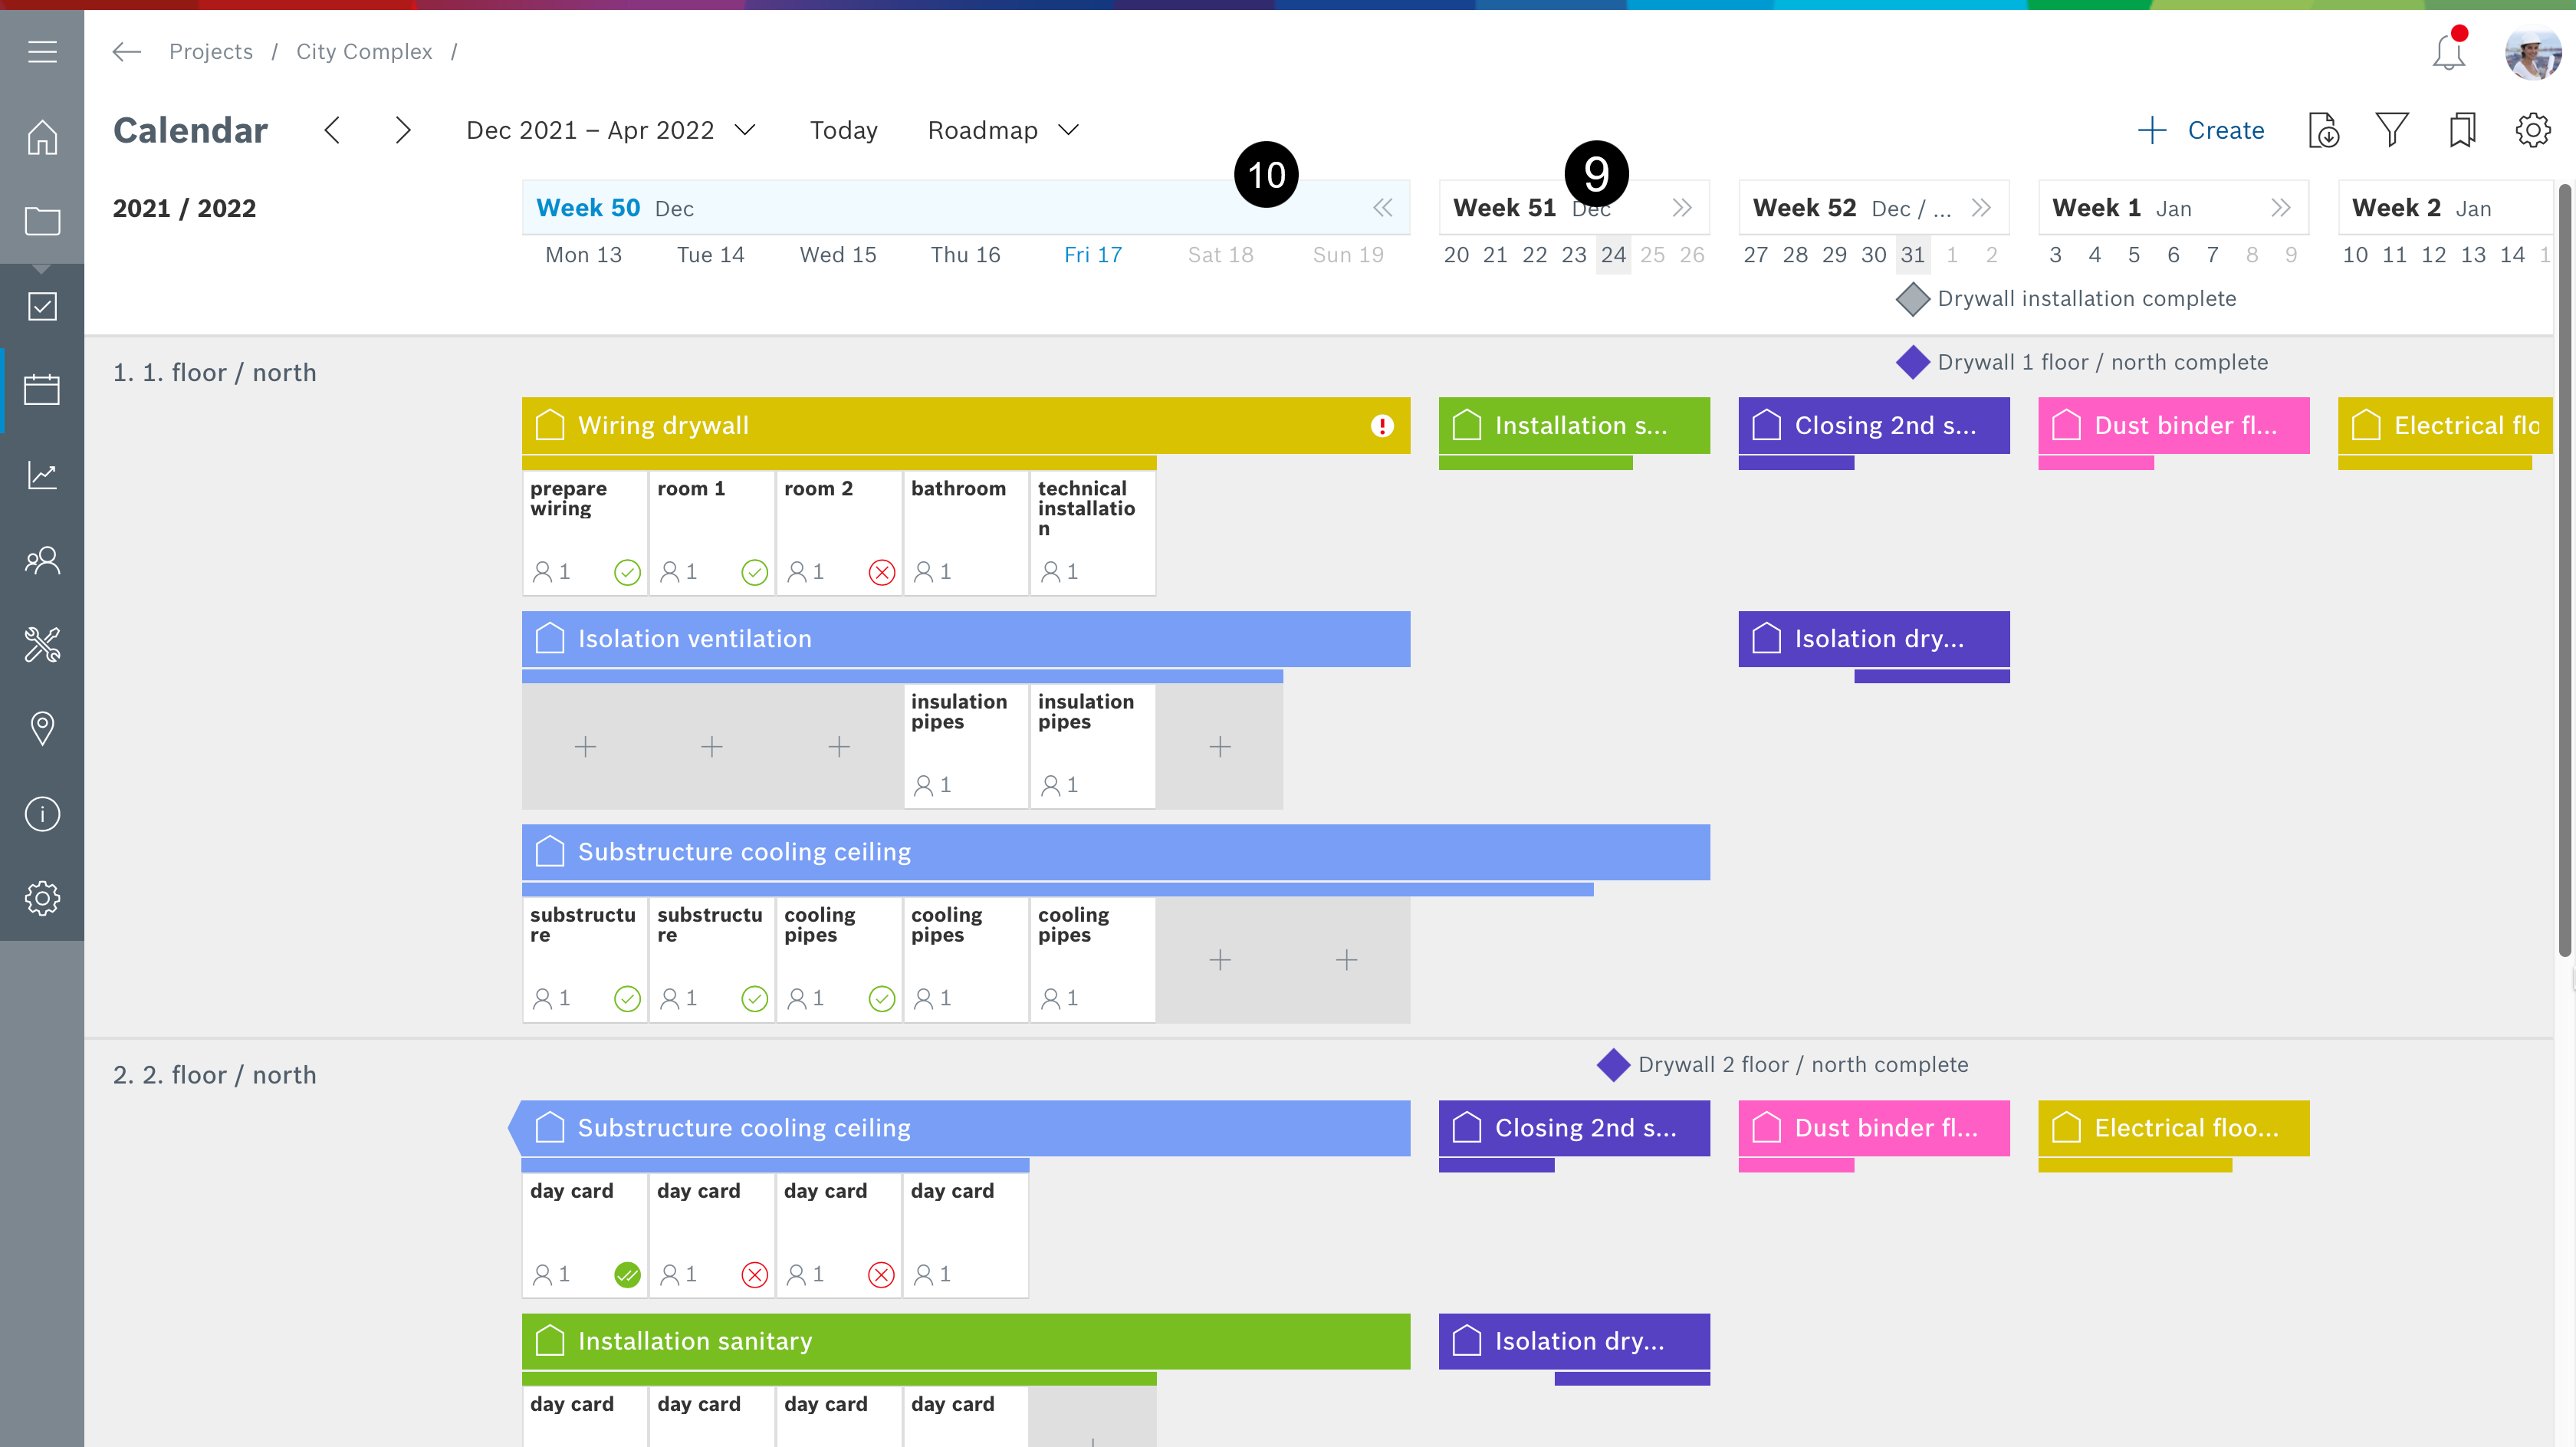 Projects / City Complex /
Calendar Dec 2021 – Apr 2022 Today Roadmap Create
10 9
2021 / 2022 Week 50 Dec Week 51 Dec Week 52 Dec / ... Week 1 Jan Week 2 Jan
Mon 13 Tue 14 Wed 15 Thu 16 Fri 17 Sat 18 Sun 19 20 21 22 23 24 25 26 27 28 29 30 31 1 2 3 4 5 6 7 8 9 10 11 12 13 14 1
Drywall installation complete
1. 1. floor / north Drywall 1 floor / north complete
Wiring drywall Installation s... Closing 2nd s... Dust binder fl... Electrical flo
prepare room 1 room 2 bathroom technical
wiring installatio
n
1 1 1 1 1
Isolation ventilation Isolation dry...
insulation insulation
pipes pipes
1 1
Substructure cooling ceiling
substructu substructu cooling cooling cooling
re re pipes pipes pipes
1 1 1 1 1
2. 2. floor / north Drywall 2 floor / north complete
Substructure cooling ceiling Closing 2nd s... Dust binder fl... Electrical floo...
day card day card day card day card
1 1 1 1
Installation sanitary Isolation dry...
day card day card day card day card